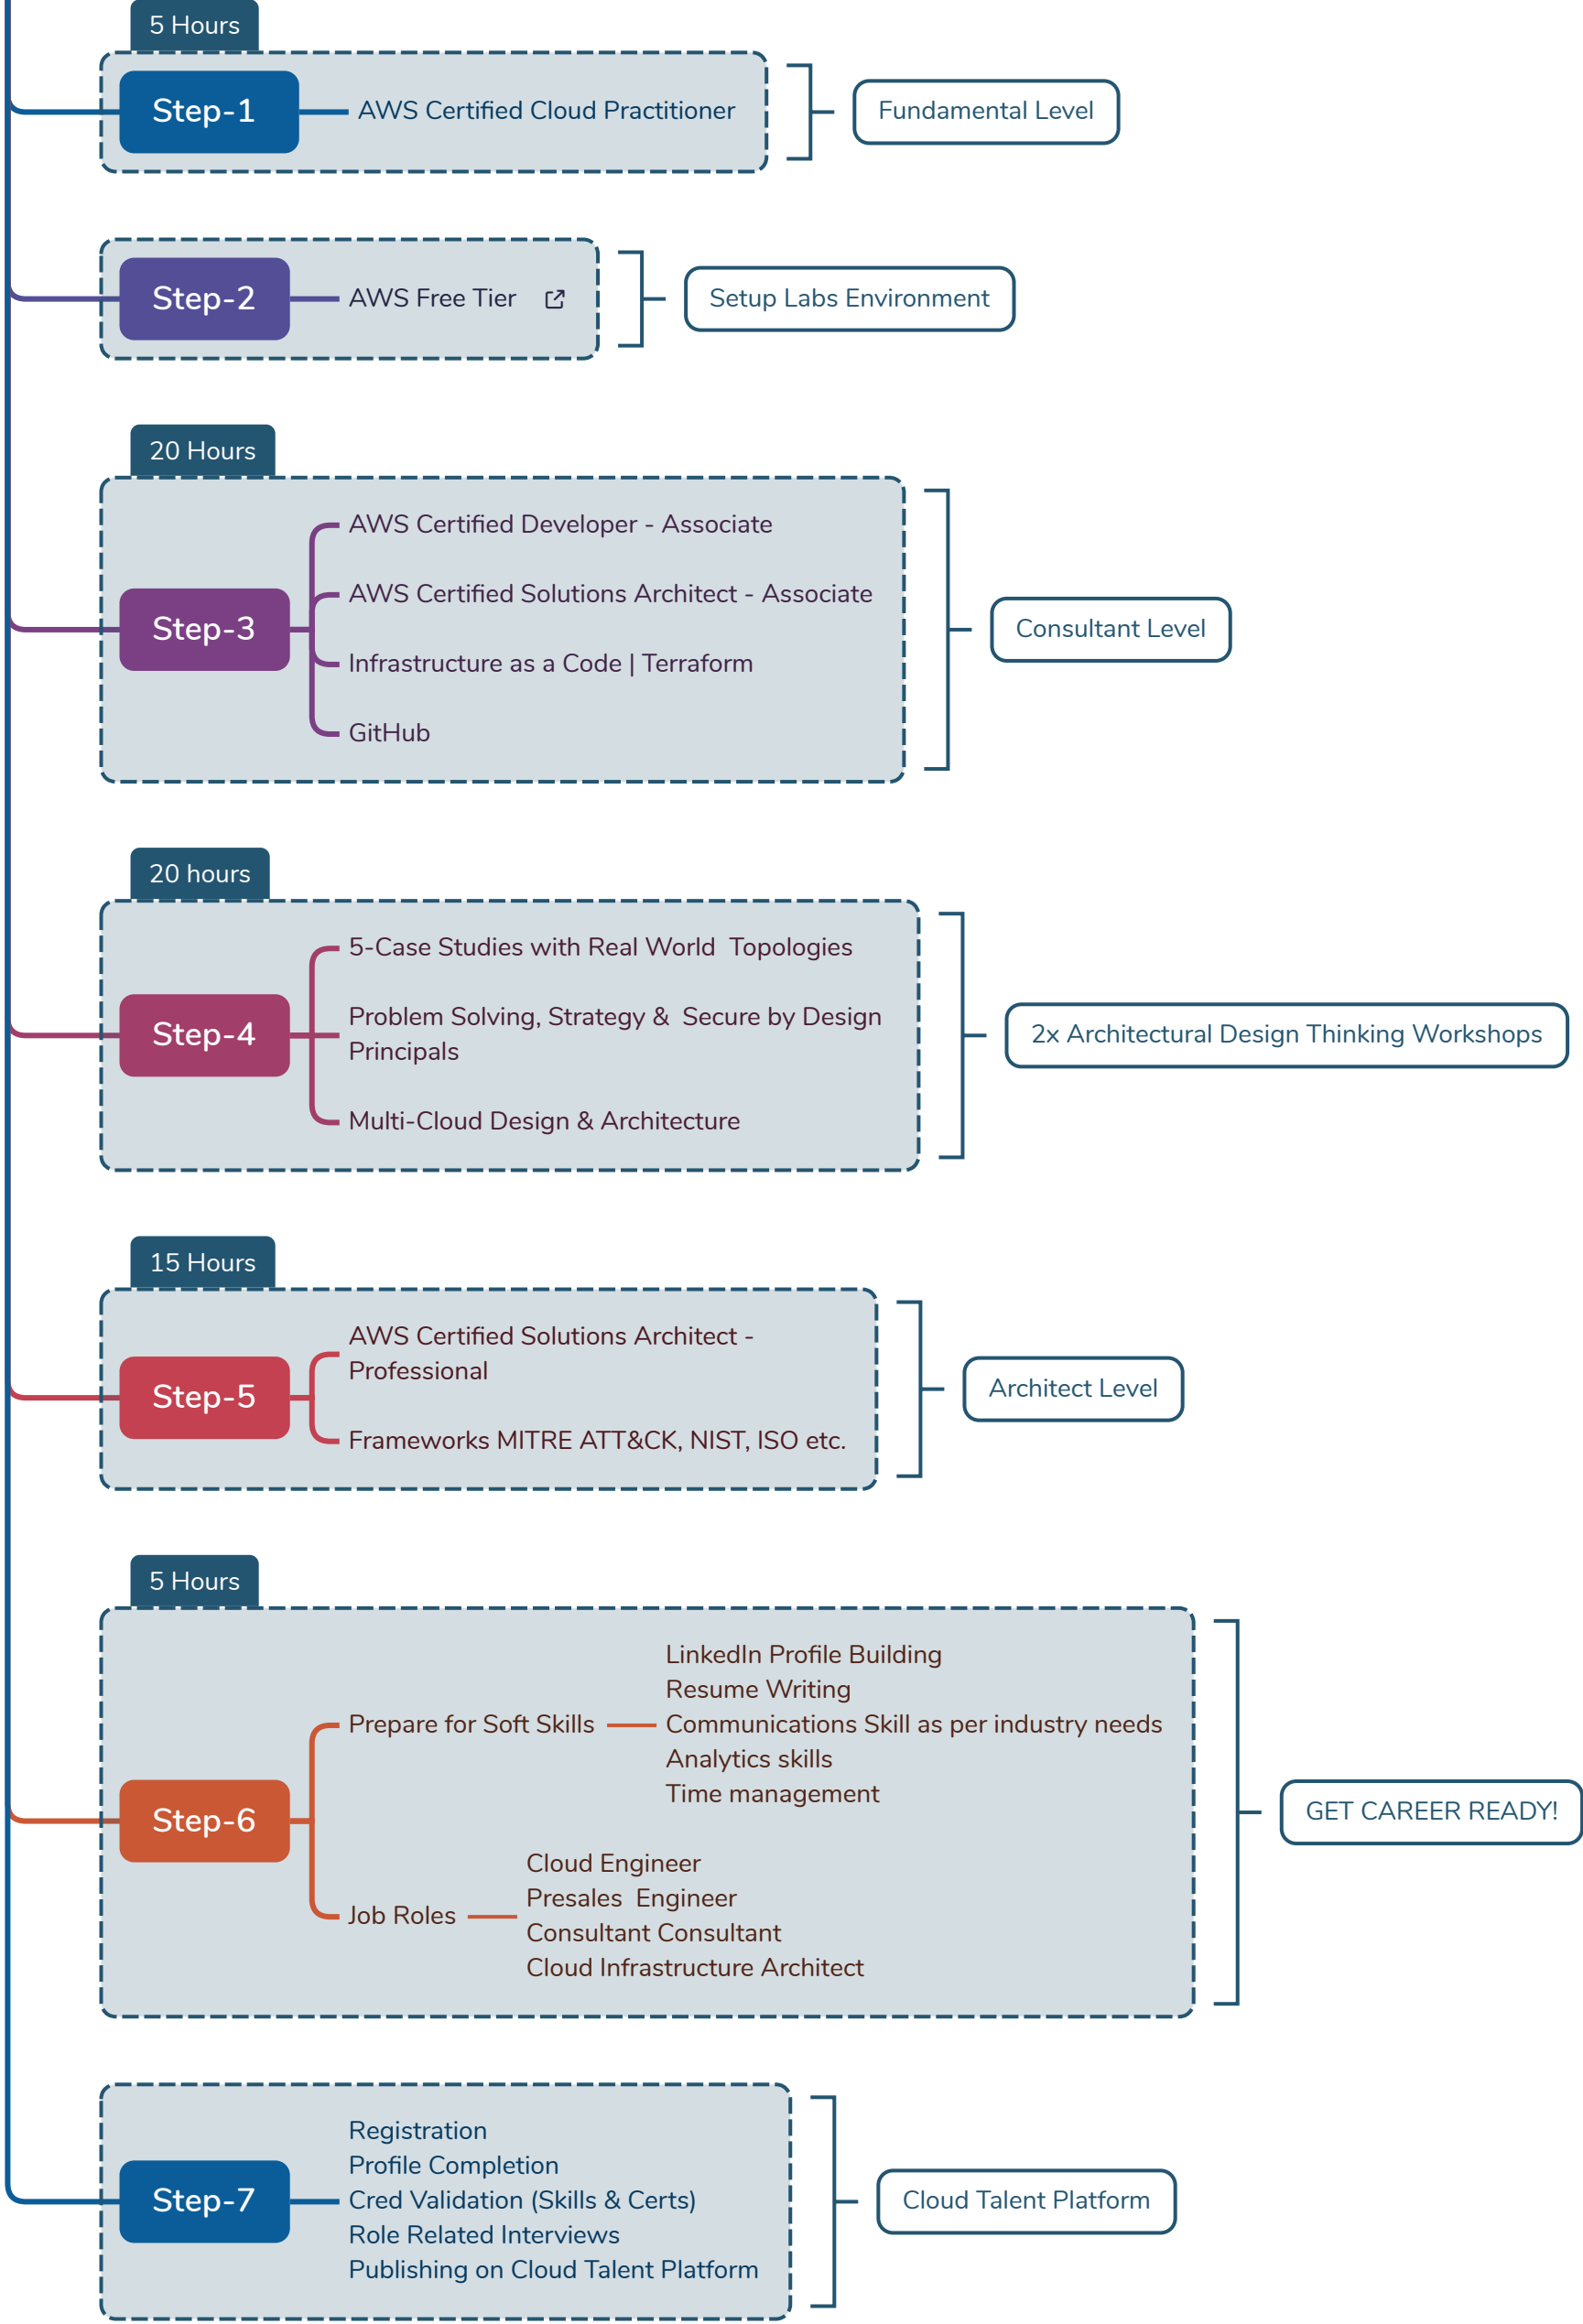 5 Hours
Step-1
AWS Certified Cloud Practitioner
Fundamental Level
Step-2
AWS Free Tier
Setup Labs Environment
20 Hours
Step-3
AWS Certified Developer - Associate
AWS Certified Solutions Architect - Associate
Infrastructure as a Code | Terraform
GitHub
Consultant Level
20 hours
Step-4
5-Case Studies with Real World  Topologies
Problem Solving, Strategy &  Secure by Design
Principals
Multi-Cloud Design & Architecture
2x Architectural Design Thinking Workshops
15 Hours
Step-5
AWS Certified Solutions Architect -
Professional
Frameworks MITRE ATT&CK, NIST, ISO etc.
Architect Level
5 Hours
Step-6
Prepare for Soft Skills
LinkedIn Profile Building
Resume Writing
Communications Skill as per industry needs
Analytics skills
Time management
Job Roles
Cloud Engineer
Presales  Engineer
Consultant Consultant
Cloud Infrastructure Architect
GET CAREER READY!
Step-7
Registration
Profile Completion
Cred Validation (Skills & Certs)
Role Related Interviews
Publishing on Cloud Talent Platform
Cloud Talent Platform